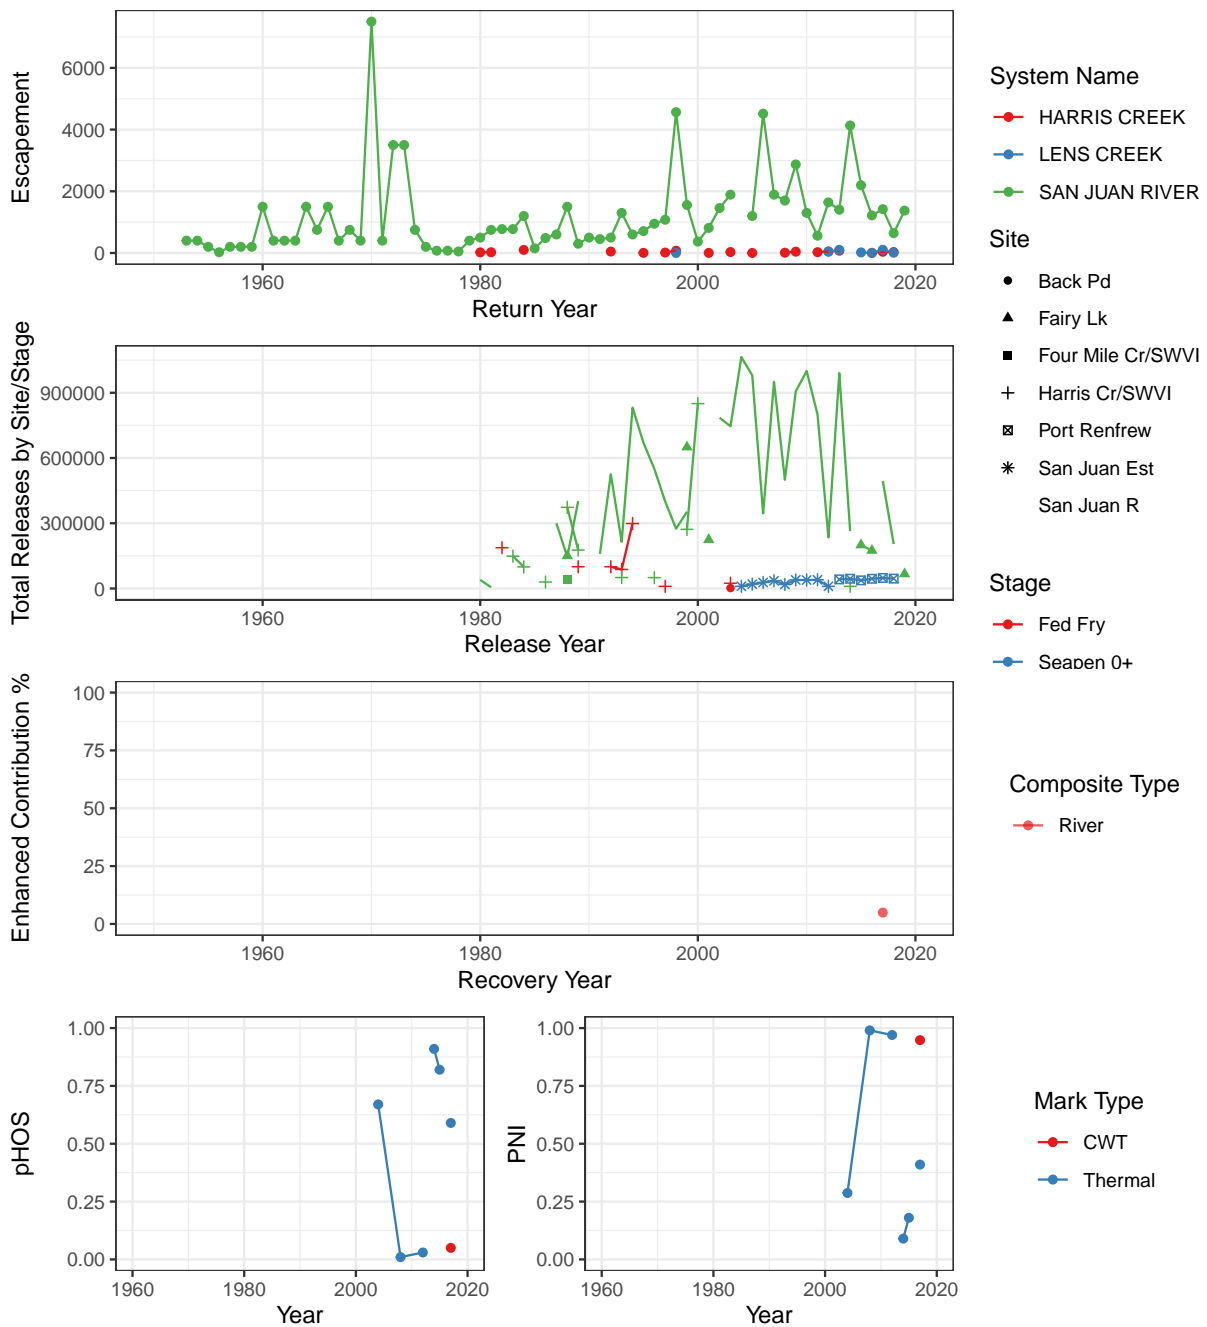 Escapement
6000
4000
2000
0
1960
1980
2000
2020
Return Year
System Name
HARRIS CREEK
LENS CREEK
SAN JUAN RIVER
Site
Back Pd
Fairy Lk
Four Mile Cr/SWVI
Harris Cr/SWVI
Port Renfrew
San Juan Est
San Juan R
Total Releases by Site/Stage
900000
600000
300000
0
1960
1980
2000
2020
Release Year
Stage
Fed Fry
Seapen 0+
Enhanced Contribution %
100
75
50
25
0
1960
1980
2000
2020
Recovery Year
Composite Type
River
pHOS
1.00
0.75
0.50
0.25
0.00
1960
1980
2000
2020
Year
PNI
1.00
0.75
0.50
0.25
0.00
1960
1980
2000
2020
Year
Mark Type
CWT
Thermal